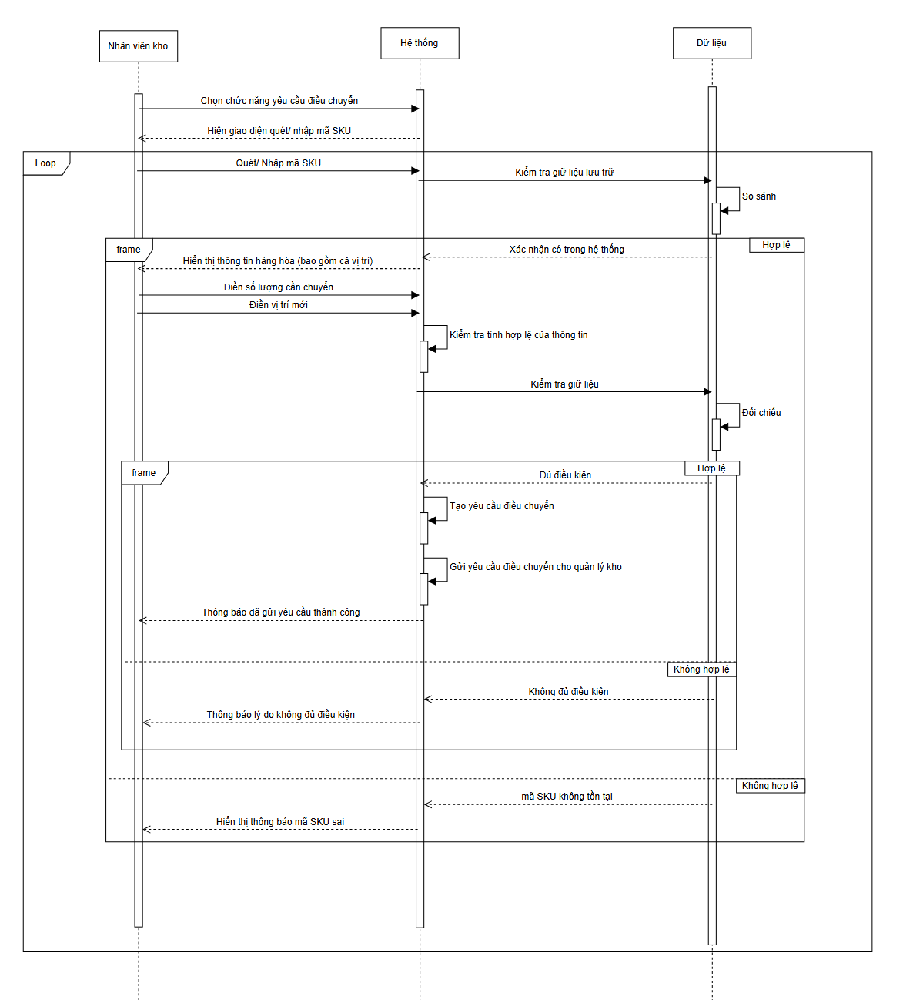 Nhân viên kho
Hệ thống
Dữ liệu
Chọn chức năng yêu cầu điều chuyển
Hiện giao diện quét/ nhập mã SKU
Loop
Quét/ Nhập mã SKU
Kiểm tra giữ liệu lưu trữ
So sánh
frame
Hợp lệ
Xác nhận có trong hệ thống
Hiển thị thông tin hàng hóa (bao gồm cả vị trí)
Điền số lượng cần chuyển
Điền vị trí mới
Kiểm tra tính hợp lệ của thông tin
Kiểm tra giữ liệu
Đối chiếu
frame
Hợp lệ
Đủ điều kiện
Tạo yêu cầu điều chuyển
Gửi yêu cầu điều chuyển cho quản lý kho
Thông báo đã gửi yêu cầu thành công
Không hợp lệ
Không đủ điều kiện
Thông báo lý do không đủ điều kiện
Không hợp lệ
mã SKU không tồn tại
Hiển thị thông báo mã SKU sai